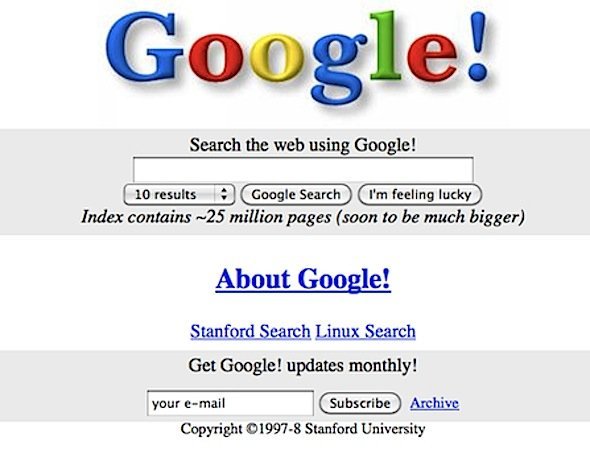 Google!
Search the web using Google!
10 results Google Search I'm feeling lucky
Index contains ~25 million pages (soon to be much bigger)
About Google!
Stanford Search Linux Search
Get Google! updates monthly!
your e-mail Subscribe Archive
Copyright ©1997-8 Stanford University